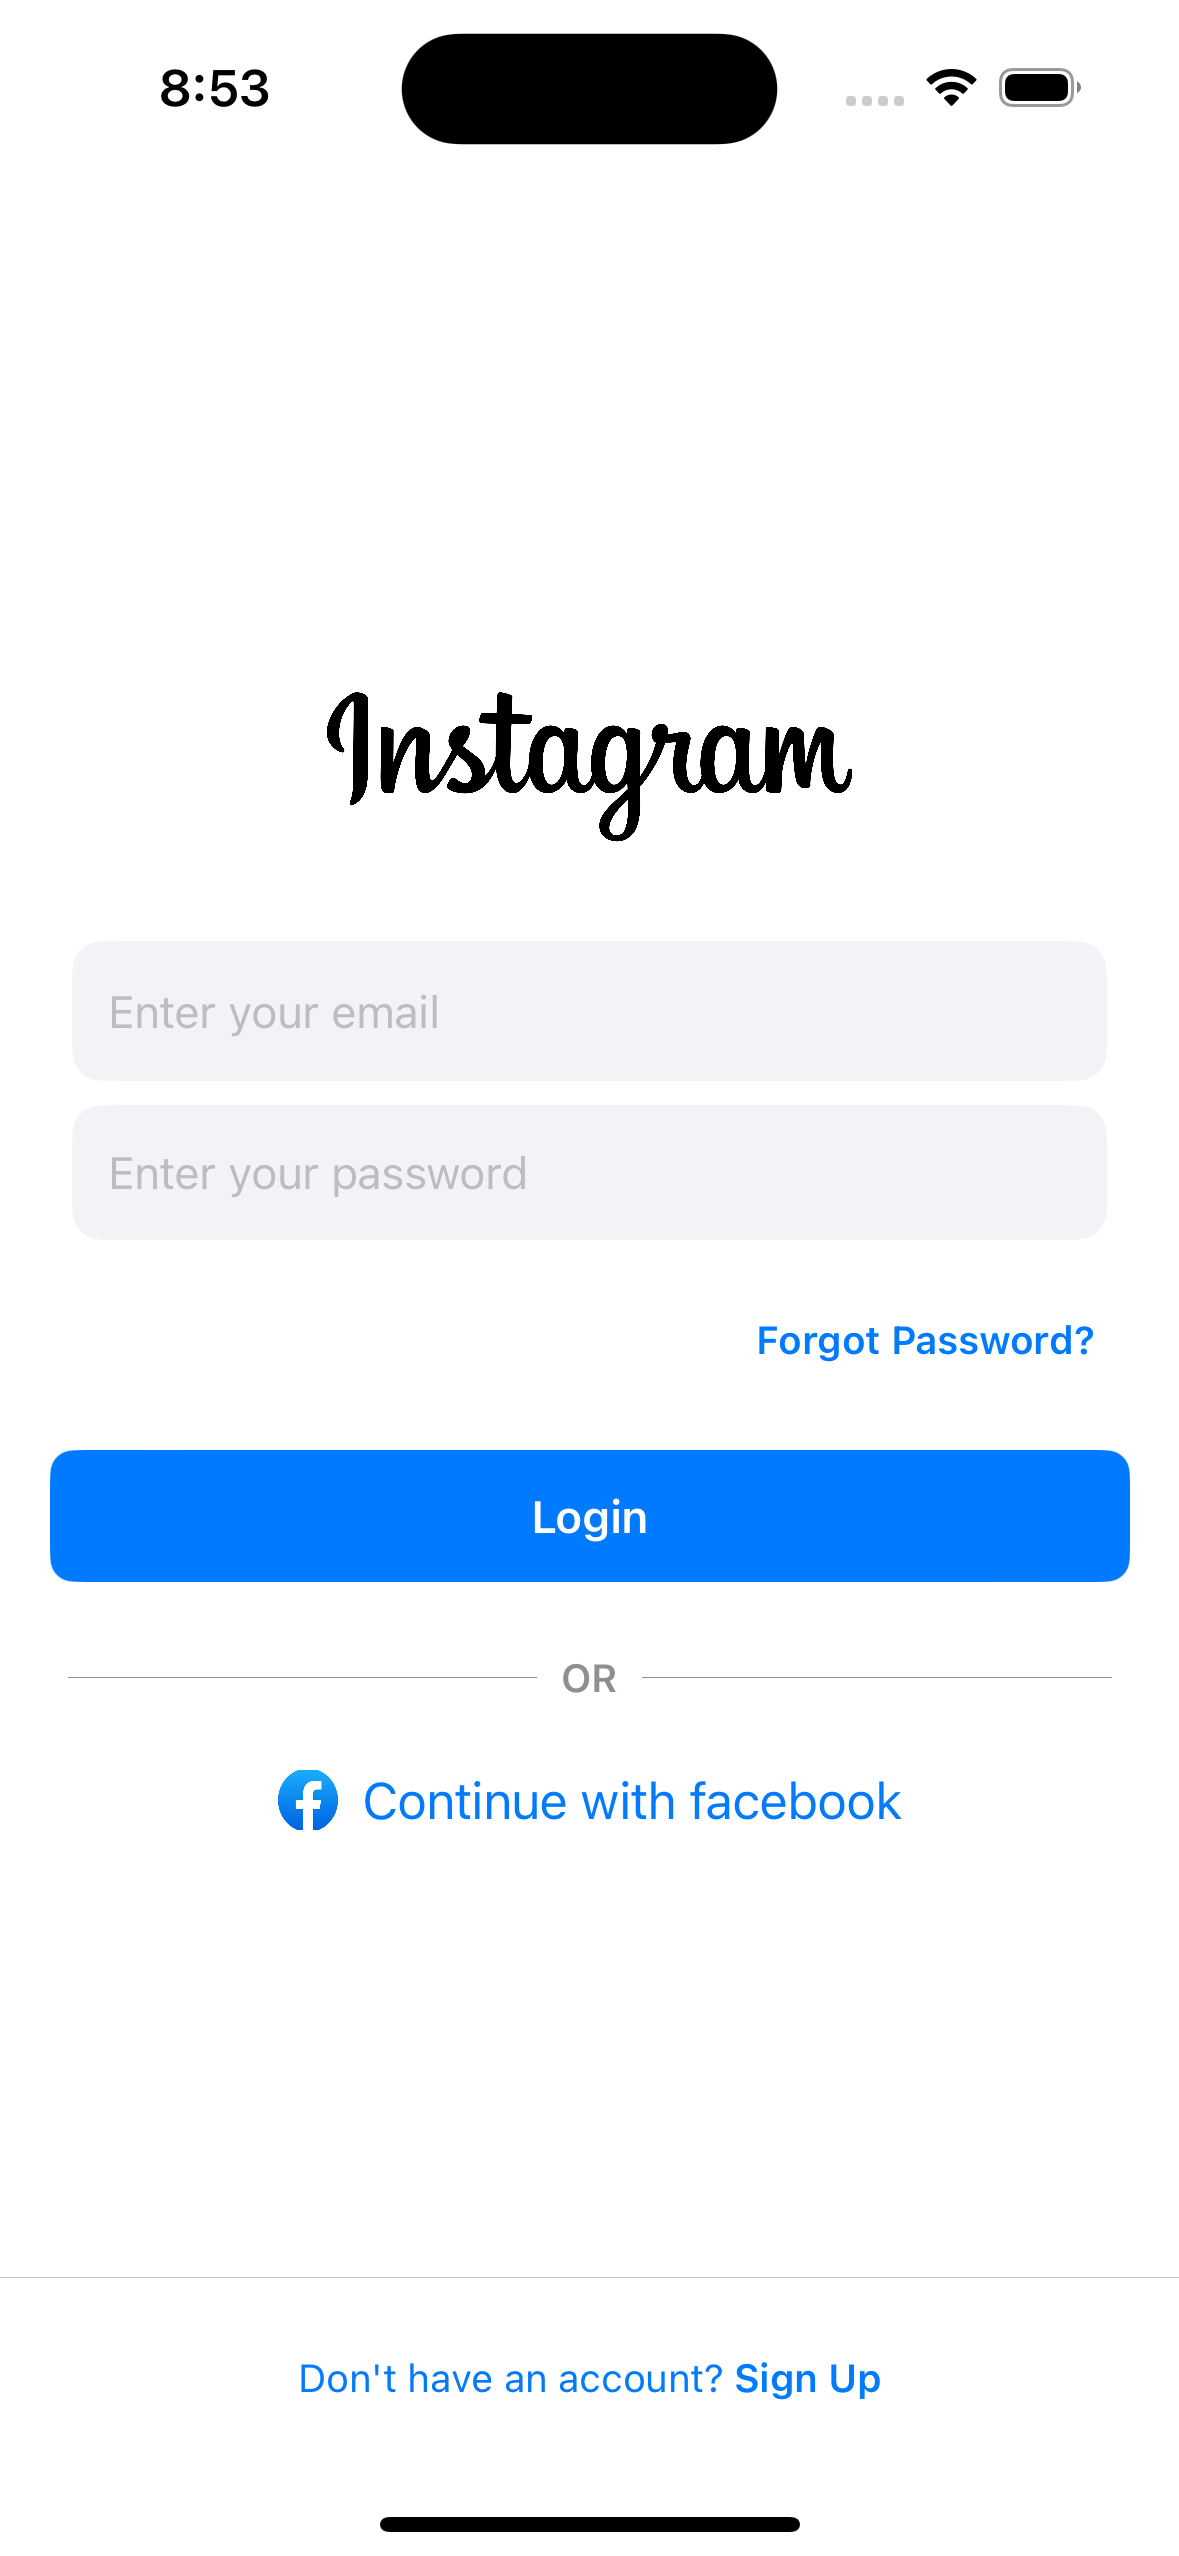 8:53
Instagram
Enter your email
Enter your password
Forgot Password?
Login
OR
Continue with facebook
Don't have an account? Sign Up